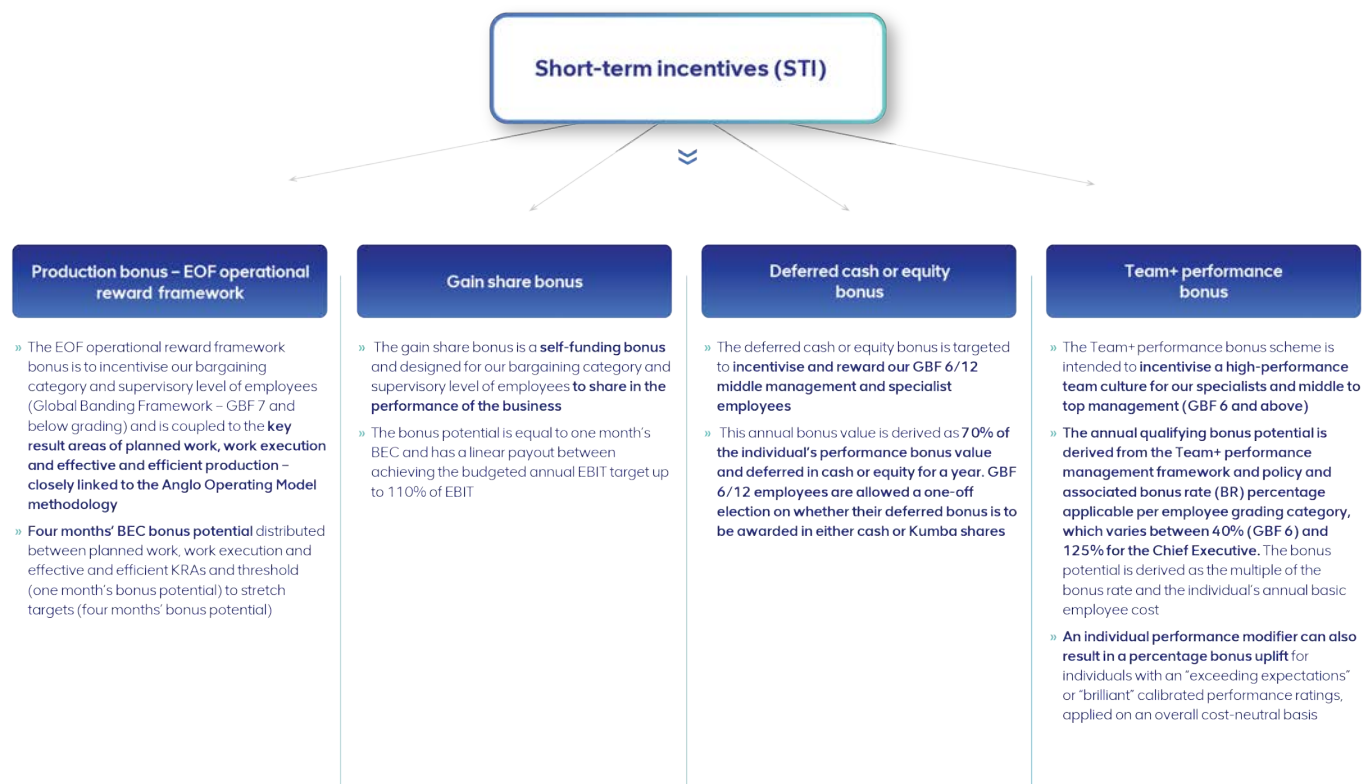 Short-term incentives (STI)
Production bonus – EOF operational
reward framework
» The EOF operational reward framework
bonus is to incentivise our bargaining
category and supervisory level of employees
(Global Banding Framework – GBF 7 and
below grading) and is coupled to the key
result areas of planned work, work execution
and effective and efficient production –
closely linked to the Anglo Operating Model
methodology
» Four months’ BEC bonus potential distributed
between planned work, work execution and
effective and efficient KRAs and threshold
(one month’s bonus potential) to stretch
targets (four months’ bonus potential)
Gain share bonus
» The gain share bonus is a self-funding bonus
and designed for our bargaining category and
supervisory level of employees to share in the
performance of the business
» The bonus potential is equal to one month’s
BEC and has a linear payout between
achieving the budgeted annual EBIT target up
to 110% of EBIT
Deferred cash or equity
bonus
» The deferred cash or equity bonus is targeted
to incentivise and reward our GBF 6/12
middle management and specialist
employees
» This annual bonus value is derived as 70% of
the individual’s performance bonus value
and deferred in cash or equity for a year. GBF
6/12 employees are allowed a one-off
election on whether their deferred bonus is to
be awarded in either cash or Kumba shares
Team+ performance
bonus
» The Team+ performance bonus scheme is
intended to incentivise a high-performance
team culture for our specialists and middle to
top management (GBF 6 and above)
» The annual qualifying bonus potential is
derived from the Team+ performance
management framework and policy and
associated bonus rate (BR) percentage
applicable per employee grading category,
which varies between 40% (GBF 6) and
125% for the Chief Executive. The bonus
potential is derived as the multiple of the
bonus rate and the individual’s annual basic
employee cost
» An individual performance modifier can also
result in a percentage bonus uplift for
individuals with an “exceeding expectations”
or “brilliant” calibrated performance ratings,
applied on an overall cost-neutral basis